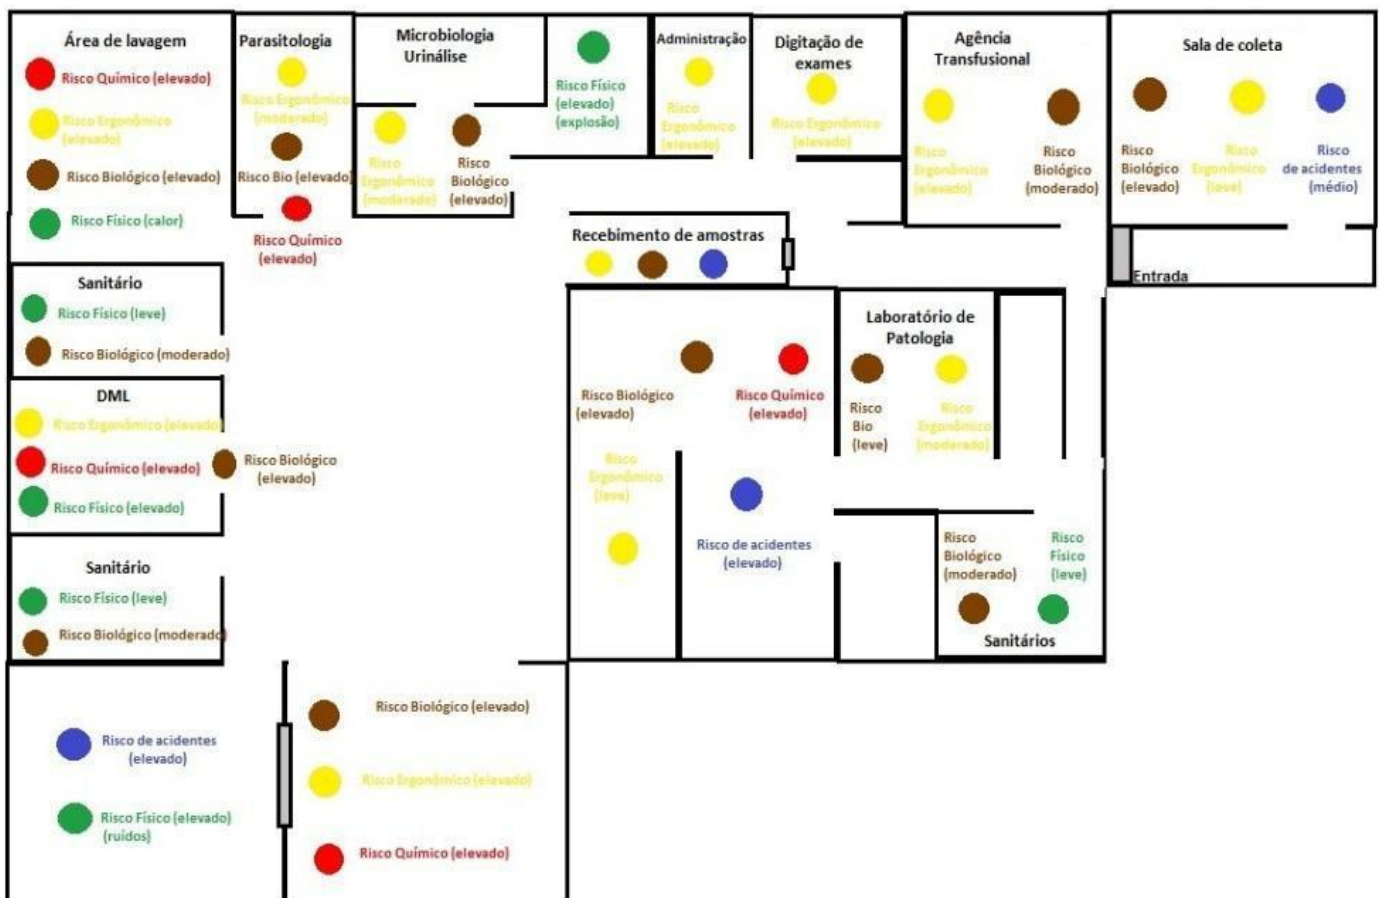 Área de lavagem
Risco Químico (elevado)
Risco Ergonômico
(elevado)
Risco Biológico (elevado)
Risco Físico (calor)
Parasitologia
Risco Ergonômico
(moderado)
Risco Bio (elevado)
Risco Químico
(elevado)
Microbiologia
Urinálise
Risco
Ergonômico
(moderado)
Risco
Biológico
(elevado)
Risco Físico
(elevado)
(explosão)
Administração
Risco
Ergonômico
(elevado)
Digitação de
exames
Risco Ergonômico
(elevado)
Agência
Transfusional
Risco
Ergonômico
(elevado)
Risco
Biológico
(moderado)
Sala de coleta
Risco
Biológico
(elevado)
Risco
Ergonômico
(leve)
Risco
de acidentes
(médio)
Recebimento de amostras
Entrada
Sanitário
Risco Físico (leve)
Risco Biológico (moderado)
DML
Risco Ergonômico (elevado)
Risco Químico (elevado)
Risco Físico (elevado)
Risco Biológico
(elevado)
Sanitário
Risco Físico (leve)
Risco Biológico (moderado)
Risco Biológico
(elevado)
Risco Químico
(elevado)
Risco
Ergonômico
(leve)
Risco de acidentes
(elevado)
Laboratório de
Patologia
Risco
Bio
(leve)
Risco
Ergonômico
(moderado)
Risco
Biológico
(moderado)
Risco
Físico
(leve)
Sanitários
Risco de acidentes
(elevado)
Risco Físico (elevado)
(ruídos)
Risco Biológico (elevado)
Risco Ergonômico (elevado)
Risco Químico (elevado)